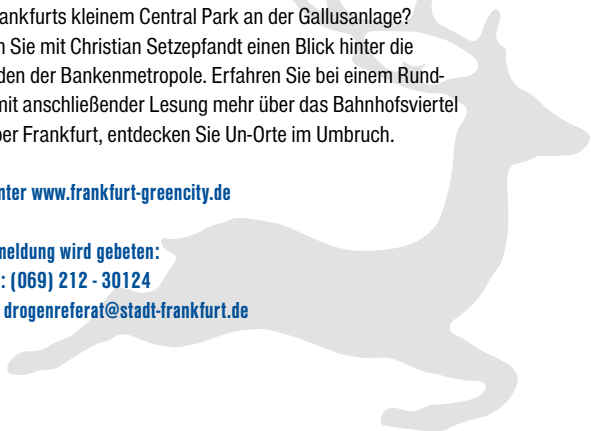 ankfurts kleinem Central Park an der Gallusanlage?
n Sie mit Christian Setzepfandt einen Blick hinter die
den der Bankenmetropole. Erfahren Sie bei einem Rund-
mit anschließender Lesung mehr über das Bahnhofsviertel
ber Frankfurt, entdecken Sie Un-Orte im Umbruch.
nter www.frankfurt-greencity.de
meldung wird gebeten:
: (069) 212 - 30124
drogenreferat@stadt-frankfurt.de